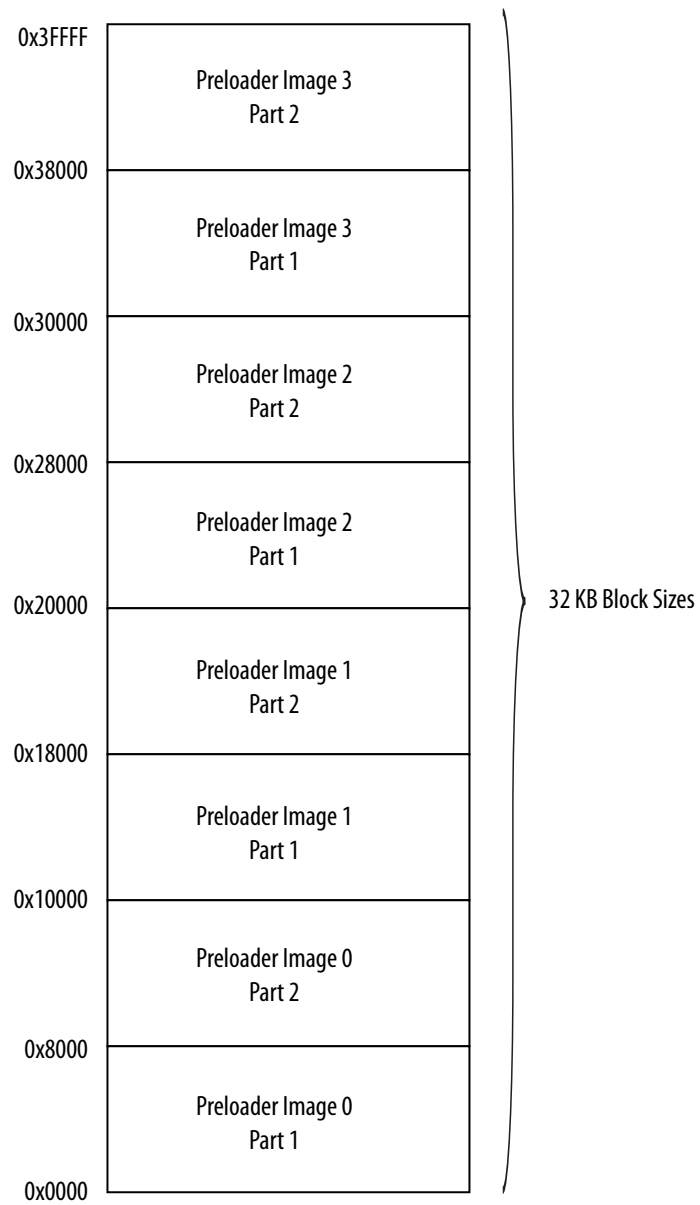 0x3FFFF
Preloader Image 3
Part 2
0x38000
Preloader Image 3
Part 1
0x30000
Preloader Image 2
Part 2
0x28000
Preloader Image 2
Part 1
0x20000
32 KB Block Sizes
Preloader Image 1
Part 2
0x18000
Preloader Image 1
Part 1
0x10000
Preloader Image 0
Part 2
0x8000
Preloader Image 0
Part 1
0x0000